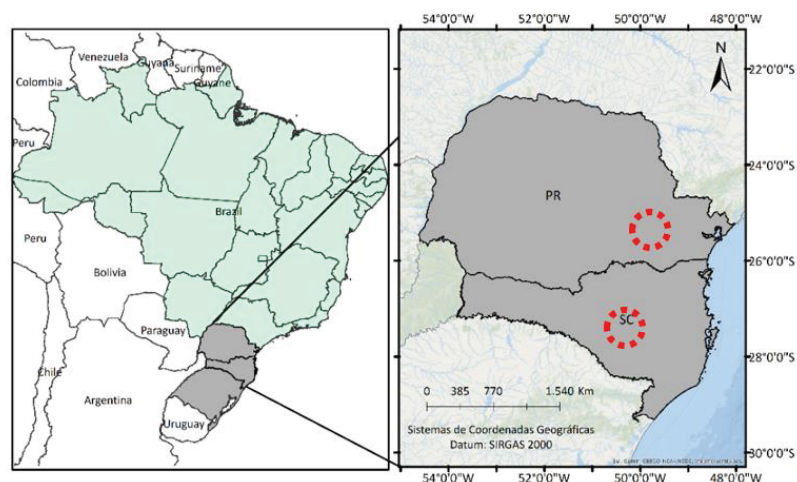 Venezuela
Guyana
Suriname
Colombia
Guyane
Peru
Brazil
Peru
Bolivia
Paraguay
Chile
Argentina
Uruguay
54°0'0"W 52°0'0"W 50°0'0"W 48°0'0"W
N
22°0'0"S
24°0'0"S
PR
26°0'0"S
SC
28°0'0"S
0 385 770 1.540 Km
Sistemas de Coordenadas Geográficas
Datum: SIRGAS 2000
30°0'0"S
54°0'0"W 52°0'0"W 50°0'0"W 48°0'0"W